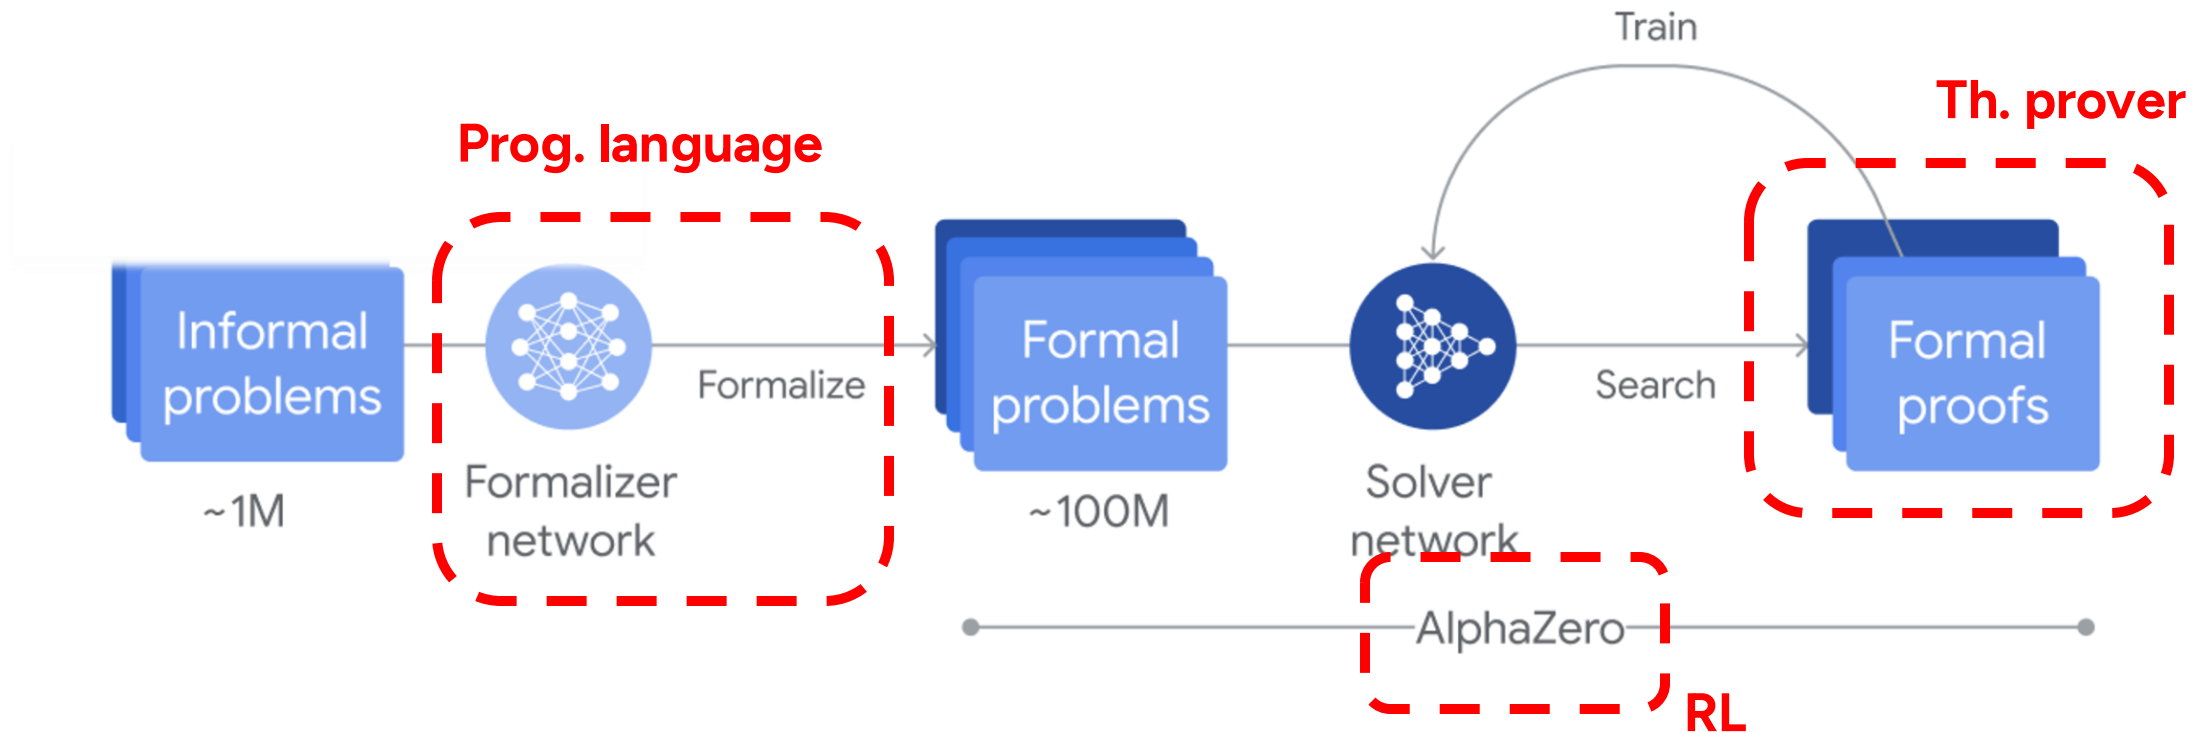 Train
Th. prover
Prog. language
Informal
problems
Formalize
Formal
problems
Search
Formal
proofs
~1M
Formalizer
network
~100M
Solver
network
AlphaZero
RL